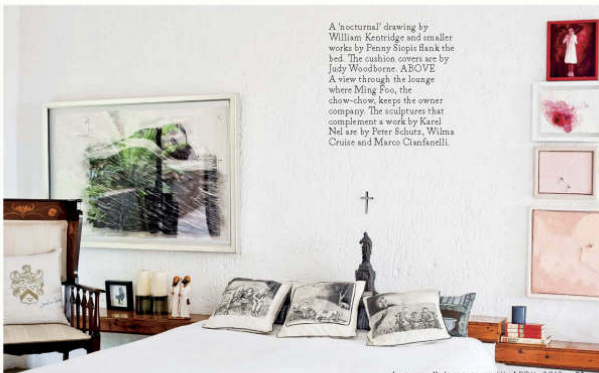 A 'nocturnal' drawing by
William Kentridge and smaller
works by Penny Siopis flank the
bed. The cushion covers are by
Judy Woodborne. ABOVE
A view through the lounge
where Ming Foo, the
chow-chow, keeps the owner
company. The sculptures that
complement a work by Karel
Nel are by Peter Schutz, Wilma
Cruise and Marco Cianfanelli.